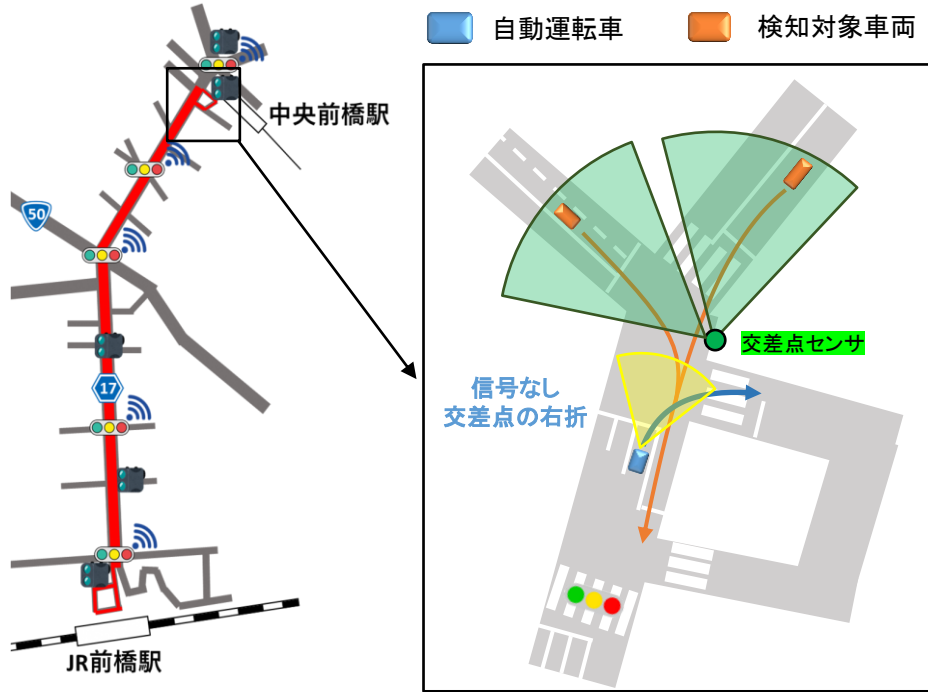 自動運転車
検知対象車両
中央前橋駅
50
交差点センサ
信号なし
交差点の右折
17
JR前橋駅